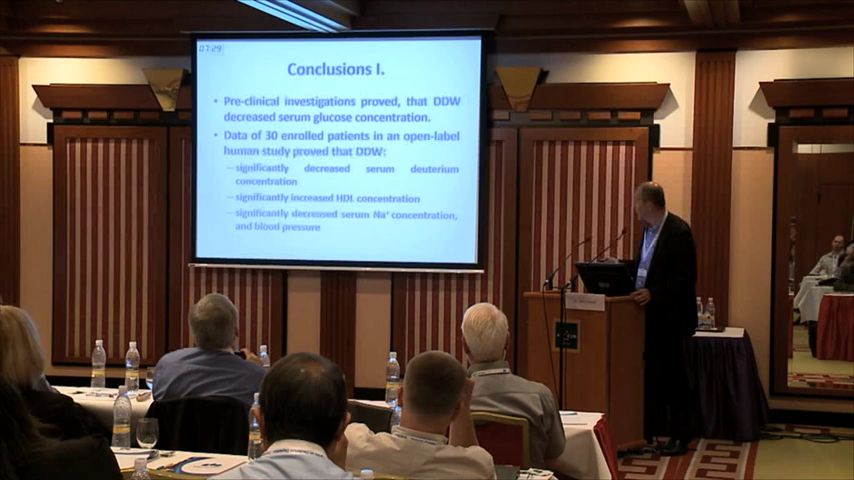 07:29
Conclusions I.
• Pre-clinical investigations proved, that DDW
decreased serum glucose concentration.
• Data of 30 enrolled patients in an open-label
human study proved that DDW:
–significantly decreased serum deuterium
concentration
–significantly increased HDL concentration
–significantly decreased serum Na⁺ concentration,
and blood pressure